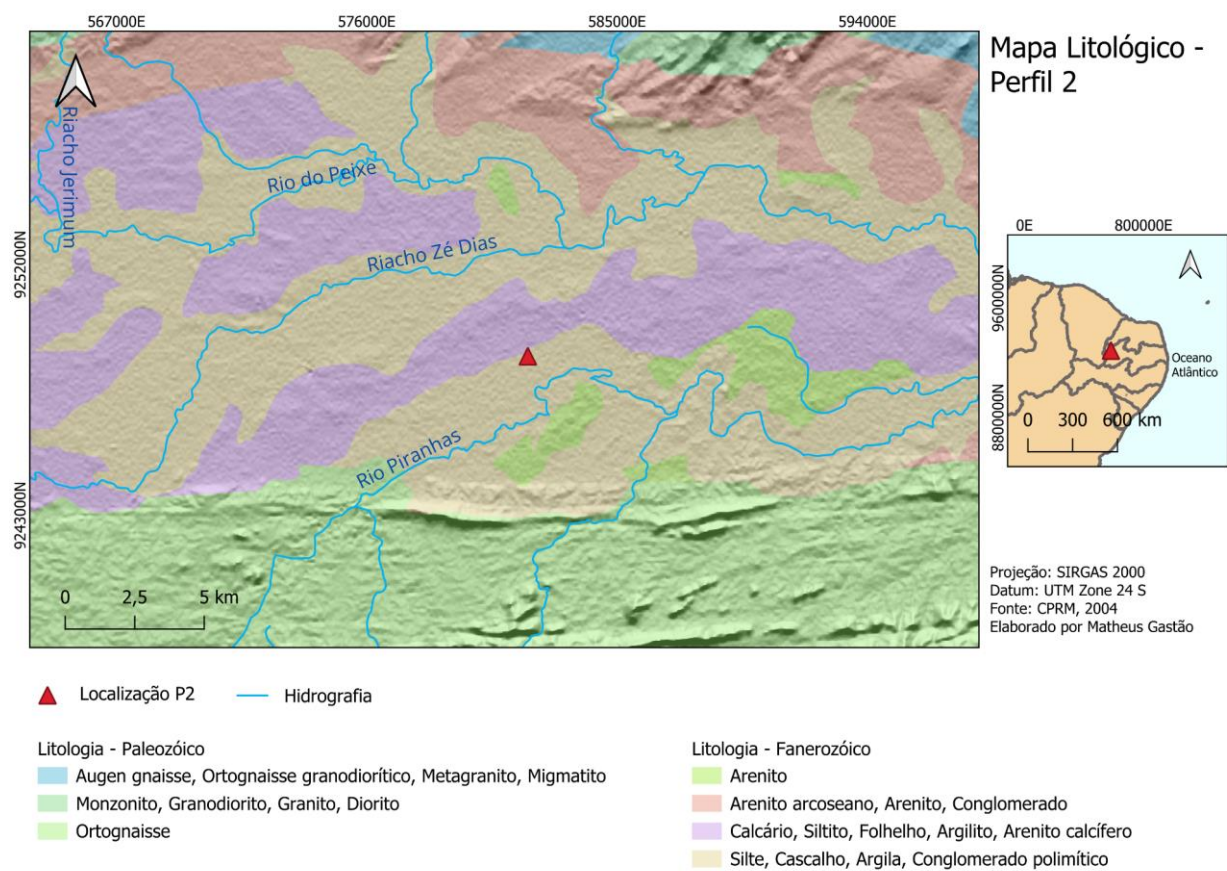 567000E 576000E 585000E 594000E
Mapa Litológico -
Perfil 2
Riacho Jerimum
Rio do Peixe
Riacho Zé Dias
Rio Piranhas
9252000N
9243000N
0 2,5 5 km
0E 800000E
9600000N
8800000N
Oceano
Atlântico
0 300 600 km
Projeção: SIRGAS 2000
Datum: UTM Zone 24 S
Fonte: CPRM, 2004
Elaborado por Matheus Gastão
Localização P2 Hidrografia
Litologia - Paleozóico
Augen gnaisse, Ortognaisse granodiorítico, Metagranito, Migmatito
Monzonito, Granodiorito, Granito, Diorito
Ortognaisse
Litologia - Fanerozóico
Arenito
Arenito arcoseano, Arenito, Conglomerado
Calcário, Siltito, Folhelho, Argilito, Arenito calcífero
Silte, Cascalho, Argila, Conglomerado polimítico